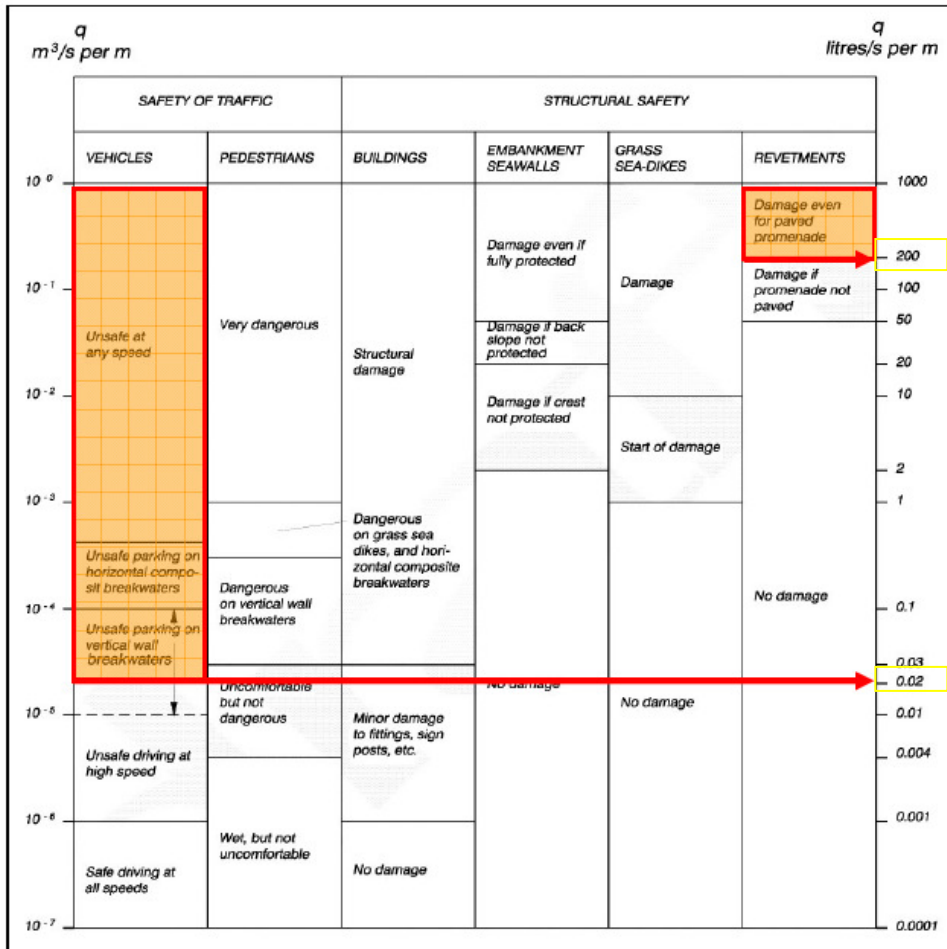 q
m³/s per m
q
litres/s per m
SAFETY OF TRAFFIC
STRUCTURAL SAFETY
VEHICLES
PEDESTRIANS
BUILDINGS
EMBANKMENT
SEAWALLS
GRASS
SEA-DIKES
REVETMENTS
10⁰
10⁻¹
10⁻²
10⁻³
10⁻⁴
10⁻⁵
10⁻⁶
10⁻⁷
Unsafe at
any speed
Unsafe parking on
horizontal compo-
sit breakwaters
Unsafe parking on
vertical wall
breakwaters
Unsafe driving at
high speed
Safe driving at
all speeds
Very dangerous
Dangerous
on grass sea
dikes, and hori-
zontal composite
breakwaters
Dangerous
on vertical wall
breakwaters
Uncomfortable
but not
dangerous
Wet, but not
uncomfortable
Structural
damage
Minor damage
to fittings, sign
posts, etc.
No damage
Damage even if
fully protected
Damage if back
slope not
protected
Damage if crest
not protected
No damage
Damage
Start of damage
No damage
Damage even
for paved
promenade
Damage if
promenade not
paved
No damage
1000
200
100
50
20
10
2
1
0.1
0.03
0.02
0.01
0.004
0.001
0.0001